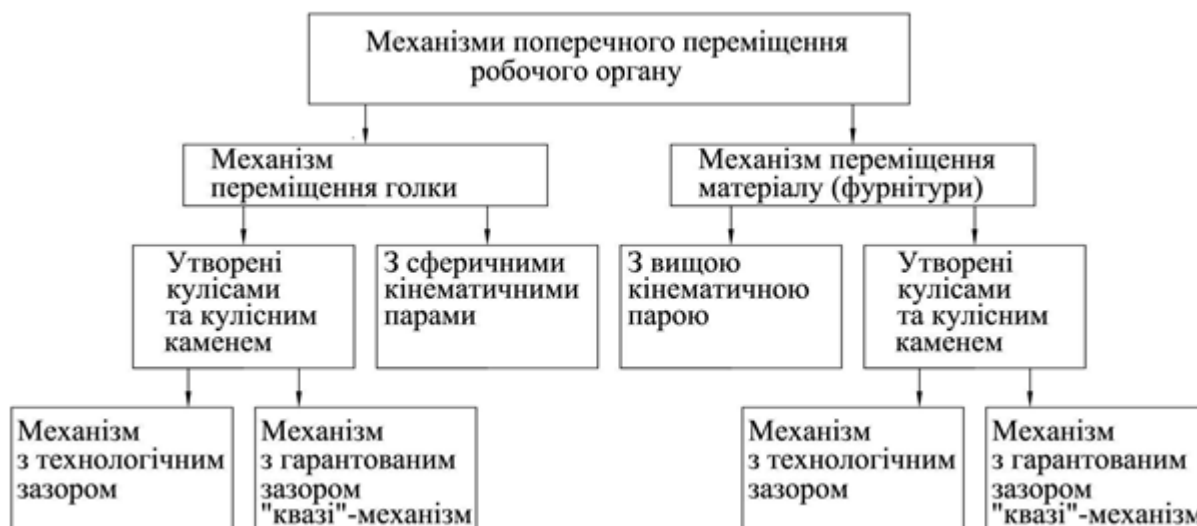 Механізми поперечного переміщення
робочого органу
Механізм
переміщення голки
Механізм переміщення
матеріалу (фурнітури)
Утворені
кулісами
та кулісним
каменем
З сферичними
кінематичними
парами
З вищою
кінематичною
парою
Утворені
кулісами
та кулісним
каменем
Механізм
з технологічним
зазором
Механізм
з гарантованим
зазором
"квазі"-механізм
Механізм
з технологічним
зазором
Механізм
з гарантованим
зазором
"квазі"-механізм